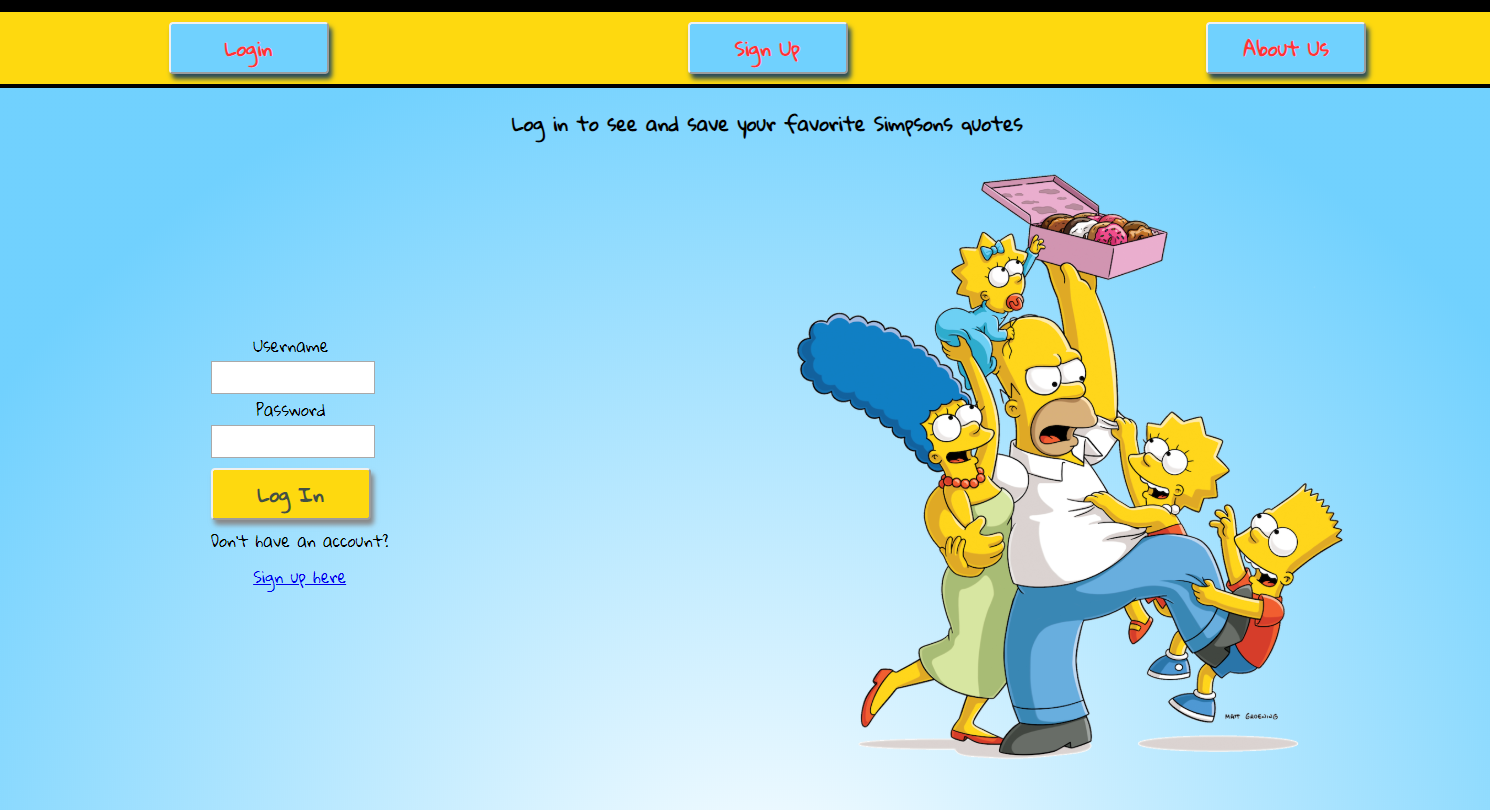 Login
Sign Up
About Us
Log in to see and save your favorite Simpsons quotes
Username
Password
Log In
Don't have an account?
Sign up here
MATT GROENING